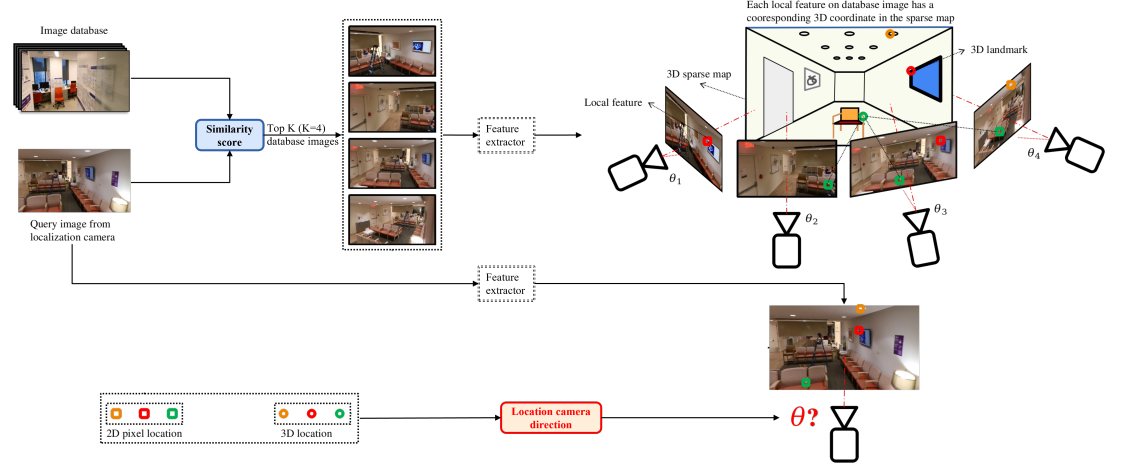 Image database
Query image from
localization camera
Similarity
score
Top K (K=4)
database images
Feature
extractor
Each local feature on database image has a
cooresponding 3D coordinate in the sparse map
3D landmark
3D sparse map
Local feature
θ1
θ2
θ3
θ4
Feature
extractor
2D pixel location
3D location
Location camera
direction
θ?